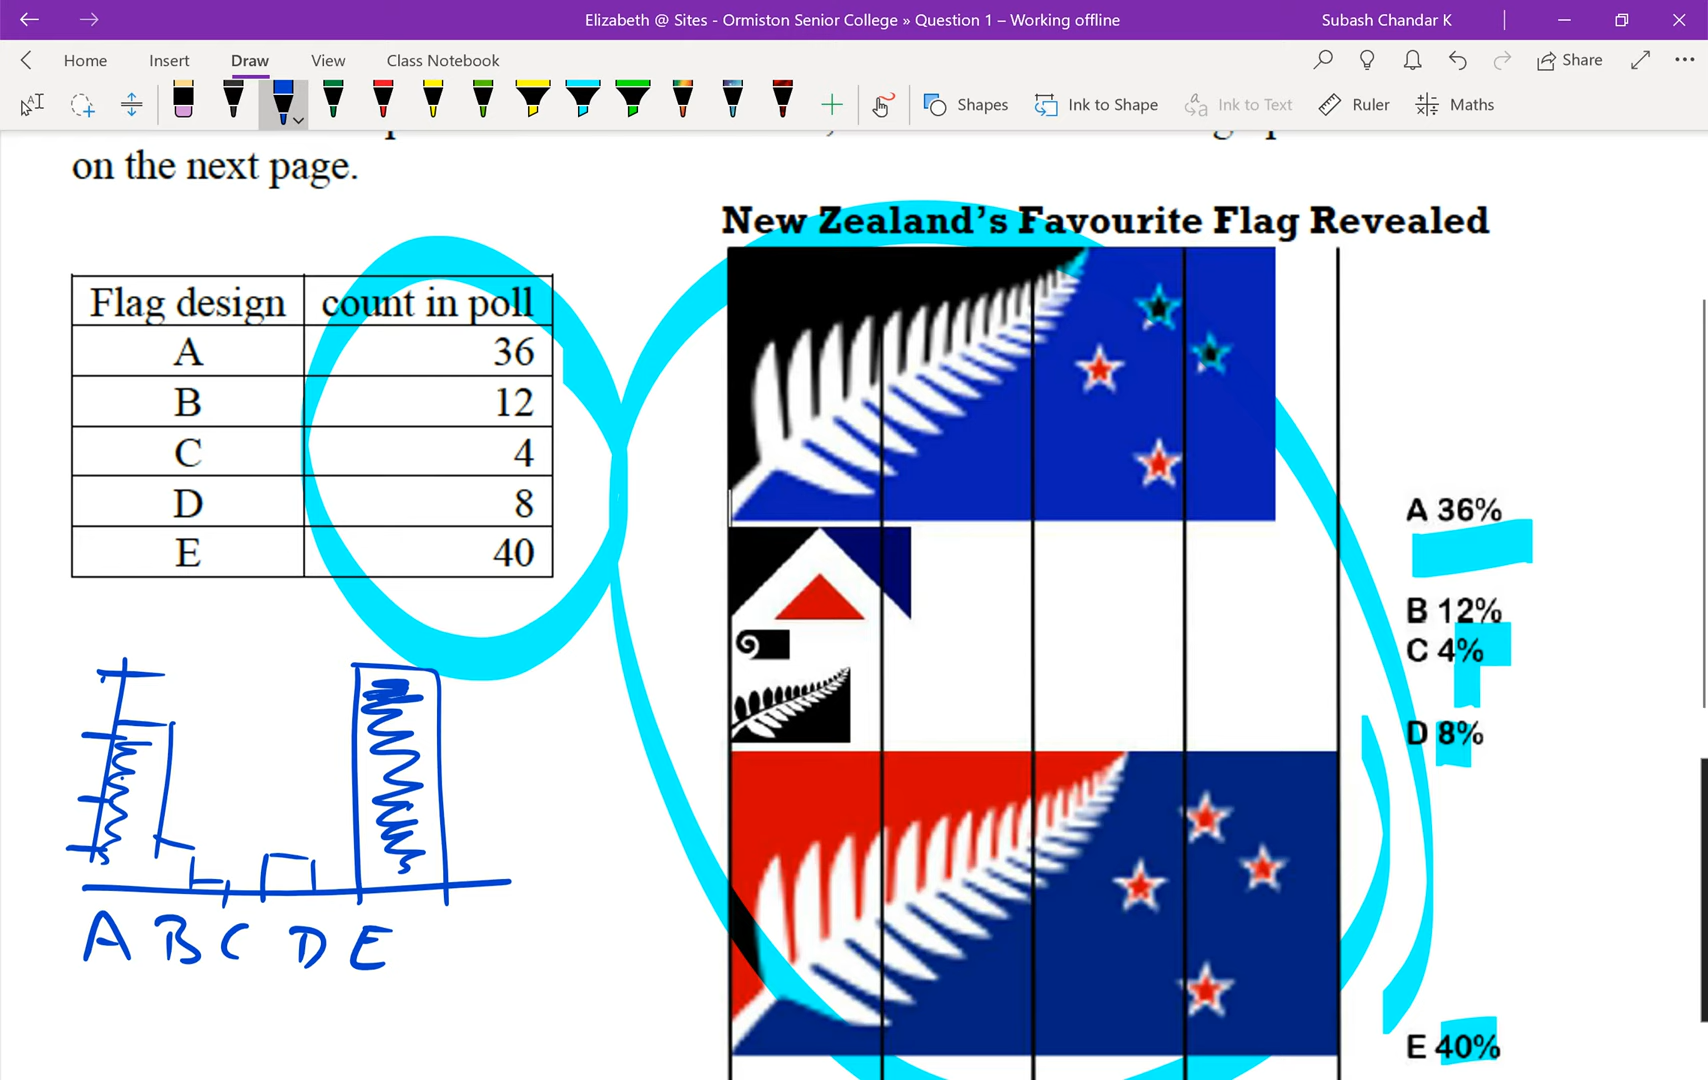 Elizabeth @ Sites - Ormiston Senior College » Question 1 – Working offline
Subash Chandar K
Home Insert Draw View Class Notebook
Share
Shapes Ink to Shape Ink to Text Ruler Maths
on the next page.
New Zealand's Favourite Flag Revealed
Flag design count in poll
A 36
B 12
C 4
D 8
E 40
A 36%
B 12%
C 4%
D 8%
E 40%
A B C D E